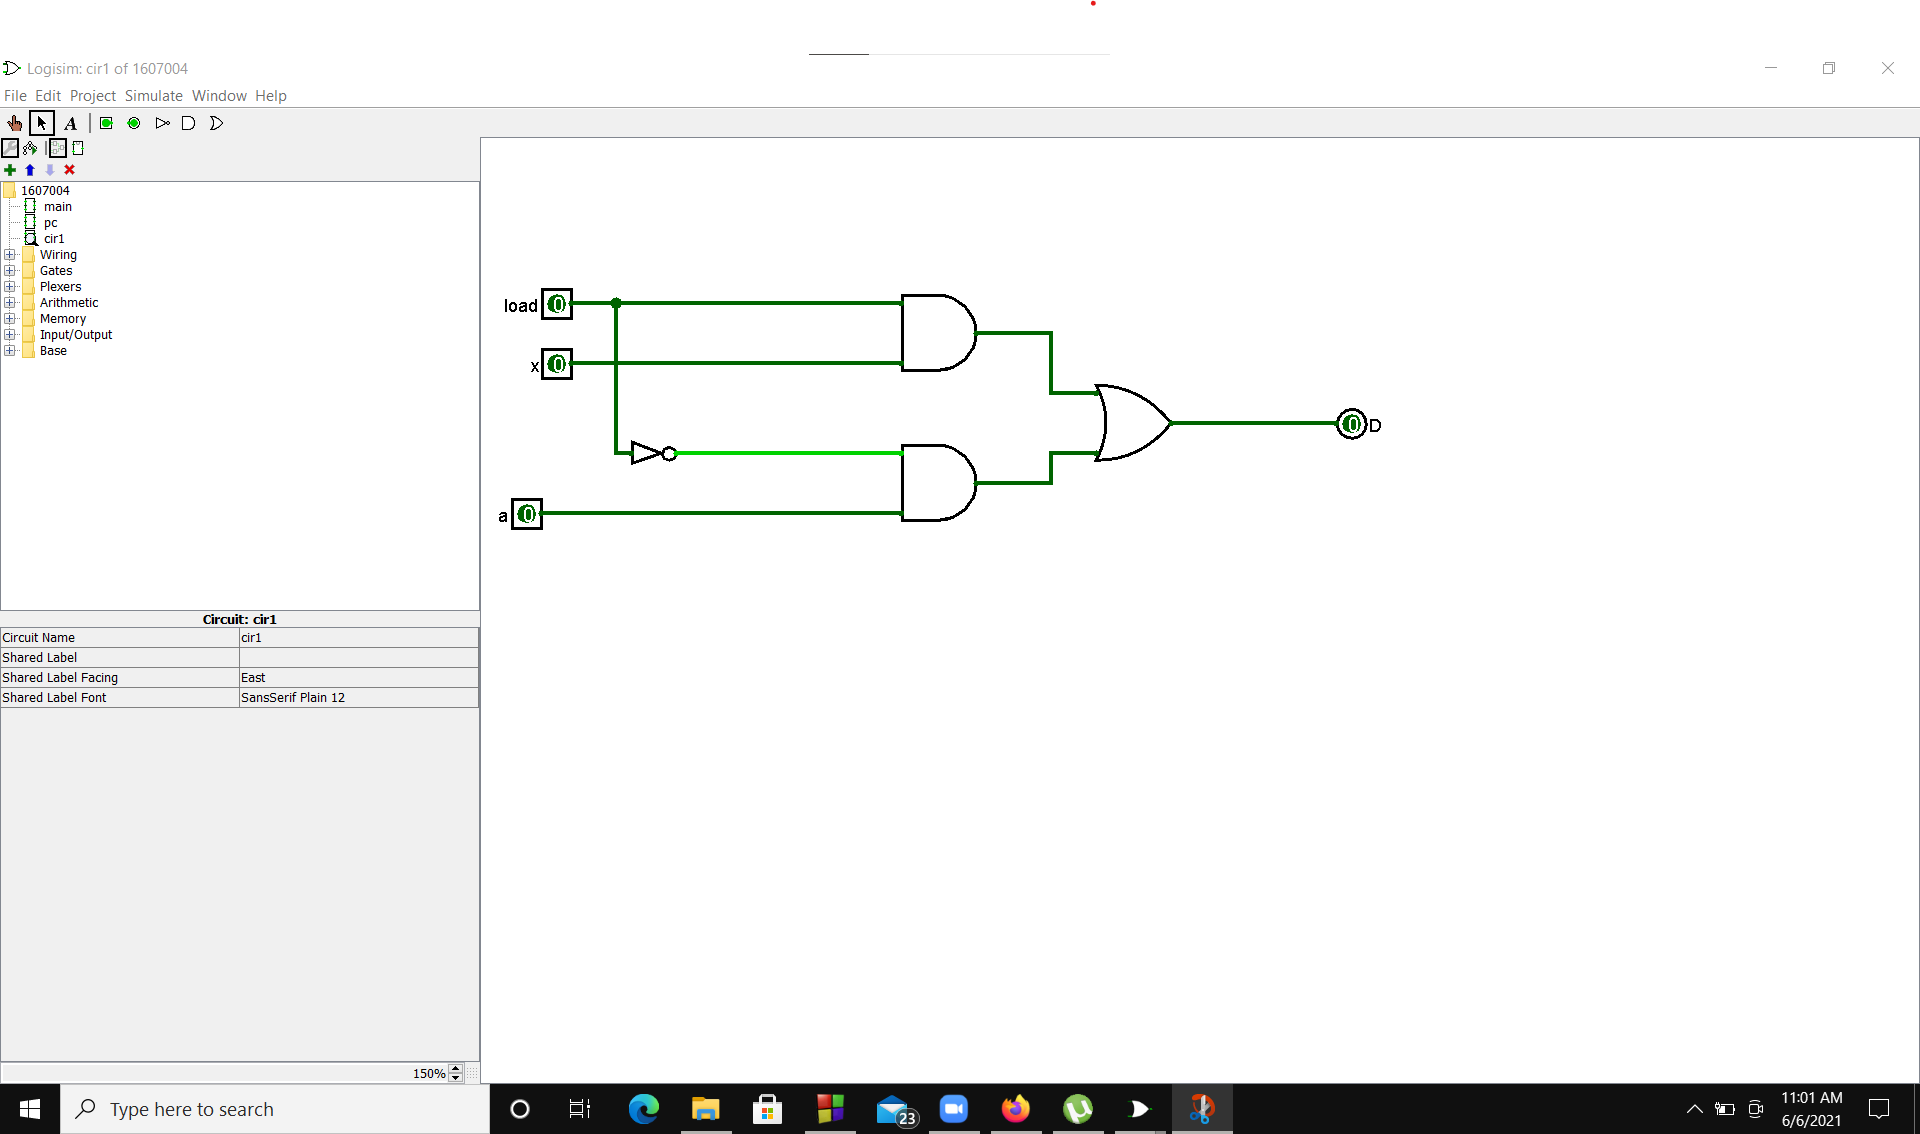 Logisim: cir1 of 1607004
File Edit Project Simulate Window Help
A
1607004
main
pc
cir1
Wiring
Gates
Plexers
Arithmetic
Memory
Input/Output
Base
load 0
x 0
a 0
0 D
Circuit: cir1
Circuit Name cir1
Shared Label
Shared Label Facing East
Shared Label Font SansSerif Plain 12
150%
Type here to search
23
11:01 AM
6/6/2021